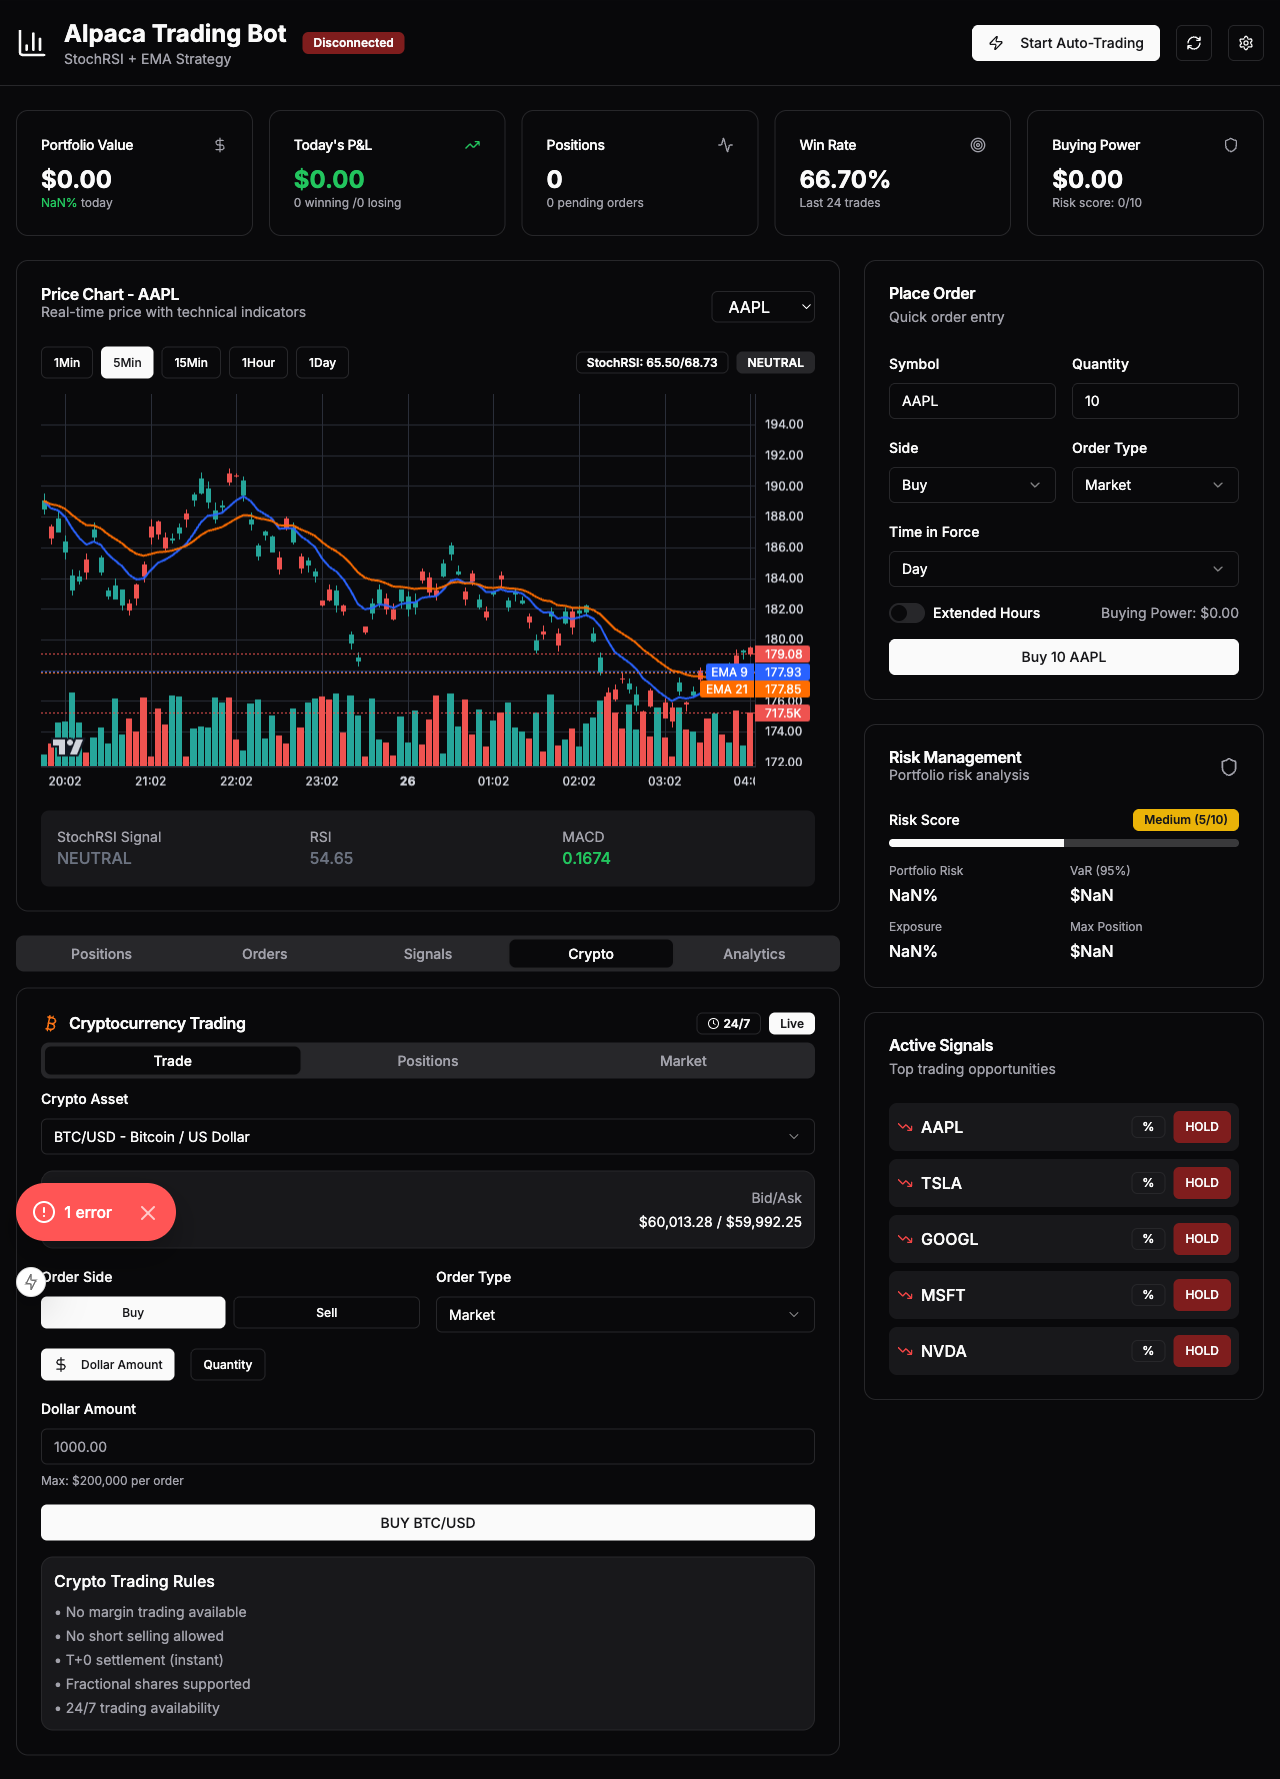 Alpaca Trading Bot
Disconnected
StochRSI + EMA Strategy
Start Auto-Trading
Portfolio Value
$0.00
NaN% today
Today's P&L
$0.00
0 winning /0 losing
Positions
0
0 pending orders
Win Rate
66.70%
Last 24 trades
Buying Power
$0.00
Risk score: 0/10
Price Chart - AAPL
Real-time price with technical indicators
AAPL
1Min
5Min
15Min
1Hour
1Day
StochRSI: 65.50/68.73
NEUTRAL
194.00
192.00
190.00
188.00
186.00
184.00
182.00
180.00
179.08
EMA 9 177.93
EMA 21 177.85
176.00
717.5K
174.00
172.00
20:02
21:02
22:02
23:02
26
01:02
02:02
03:02
StochRSI Signal
NEUTRAL
RSI
54.65
MACD
0.1674
Positions
Orders
Signals
Crypto
Analytics
Cryptocurrency Trading
24/7
Live
Trade
Positions
Market
Crypto Asset
BTC/USD - Bitcoin / US Dollar
Bid/Ask
$60,013.28 / $59,992.25
1 error
Order Side
Buy
Sell
Order Type
Market
Dollar Amount
Quantity
Dollar Amount
1000.00
Max: $200,000 per order
BUY BTC/USD
Crypto Trading Rules
• No margin trading available
• No short selling allowed
• T+0 settlement (instant)
• Fractional shares supported
• 24/7 trading availability
Place Order
Quick order entry
Symbol
AAPL
Quantity
10
Side
Buy
Order Type
Market
Time in Force
Day
Extended Hours
Buying Power: $0.00
Buy 10 AAPL
Risk Management
Portfolio risk analysis
Risk Score
Medium (5/10)
Portfolio Risk
NaN%
VaR (95%)
$NaN
Exposure
NaN%
Max Position
$NaN
Active Signals
Top trading opportunities
AAPL % HOLD
TSLA % HOLD
GOOGL % HOLD
MSFT % HOLD
NVDA % HOLD